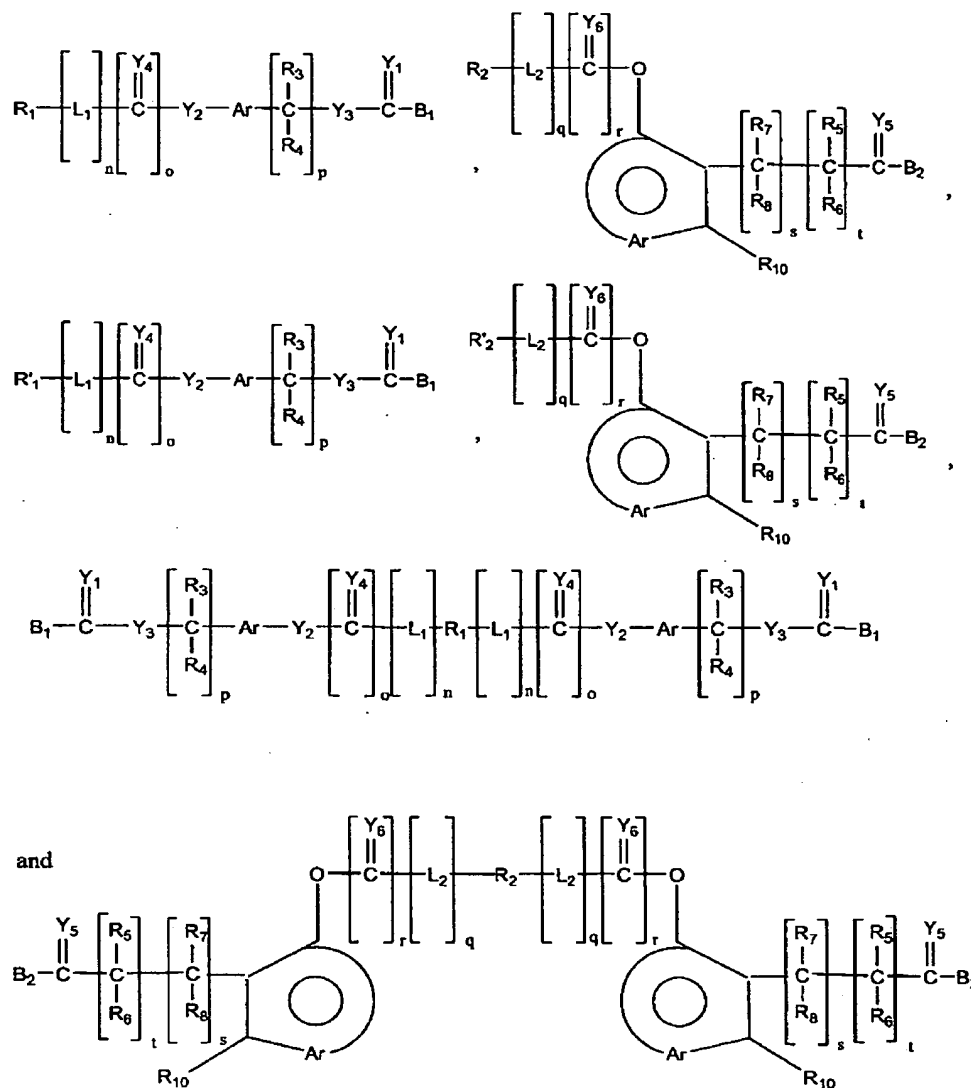 Y4 R3 Y1
R1 L1 C Y2 Ar C Y3 C B1
R4
n o p ,
Y6
R2 L2 C O
q r
R7 R5 Y5
C C C B2 ,
R8 R6
s t
Ar
R10
Y4 R3 Y1
R'1 L1 C Y2 Ar C Y3 C B1
R4
n o p ,
Y6
R'2 L2 C O
q r
R7 R5 Y5
C C C B2 ,
R8 R6
s t
Ar
R10
Y1 R3 Y4 Y4 R3 Y1
B1 C Y3 C Ar Y2 C L1 R1 L1 C Y2 Ar C Y3 C B1
R4 R4
p o n n o p ,
and
Y6 Y6
O C L2 R2 L2 C O
r q q r
Y5 R5 R7 R7 R5 Y5
B2 C C C C C C
R6 R8 R8 R6
t s s t
Ar Ar
R10 R10